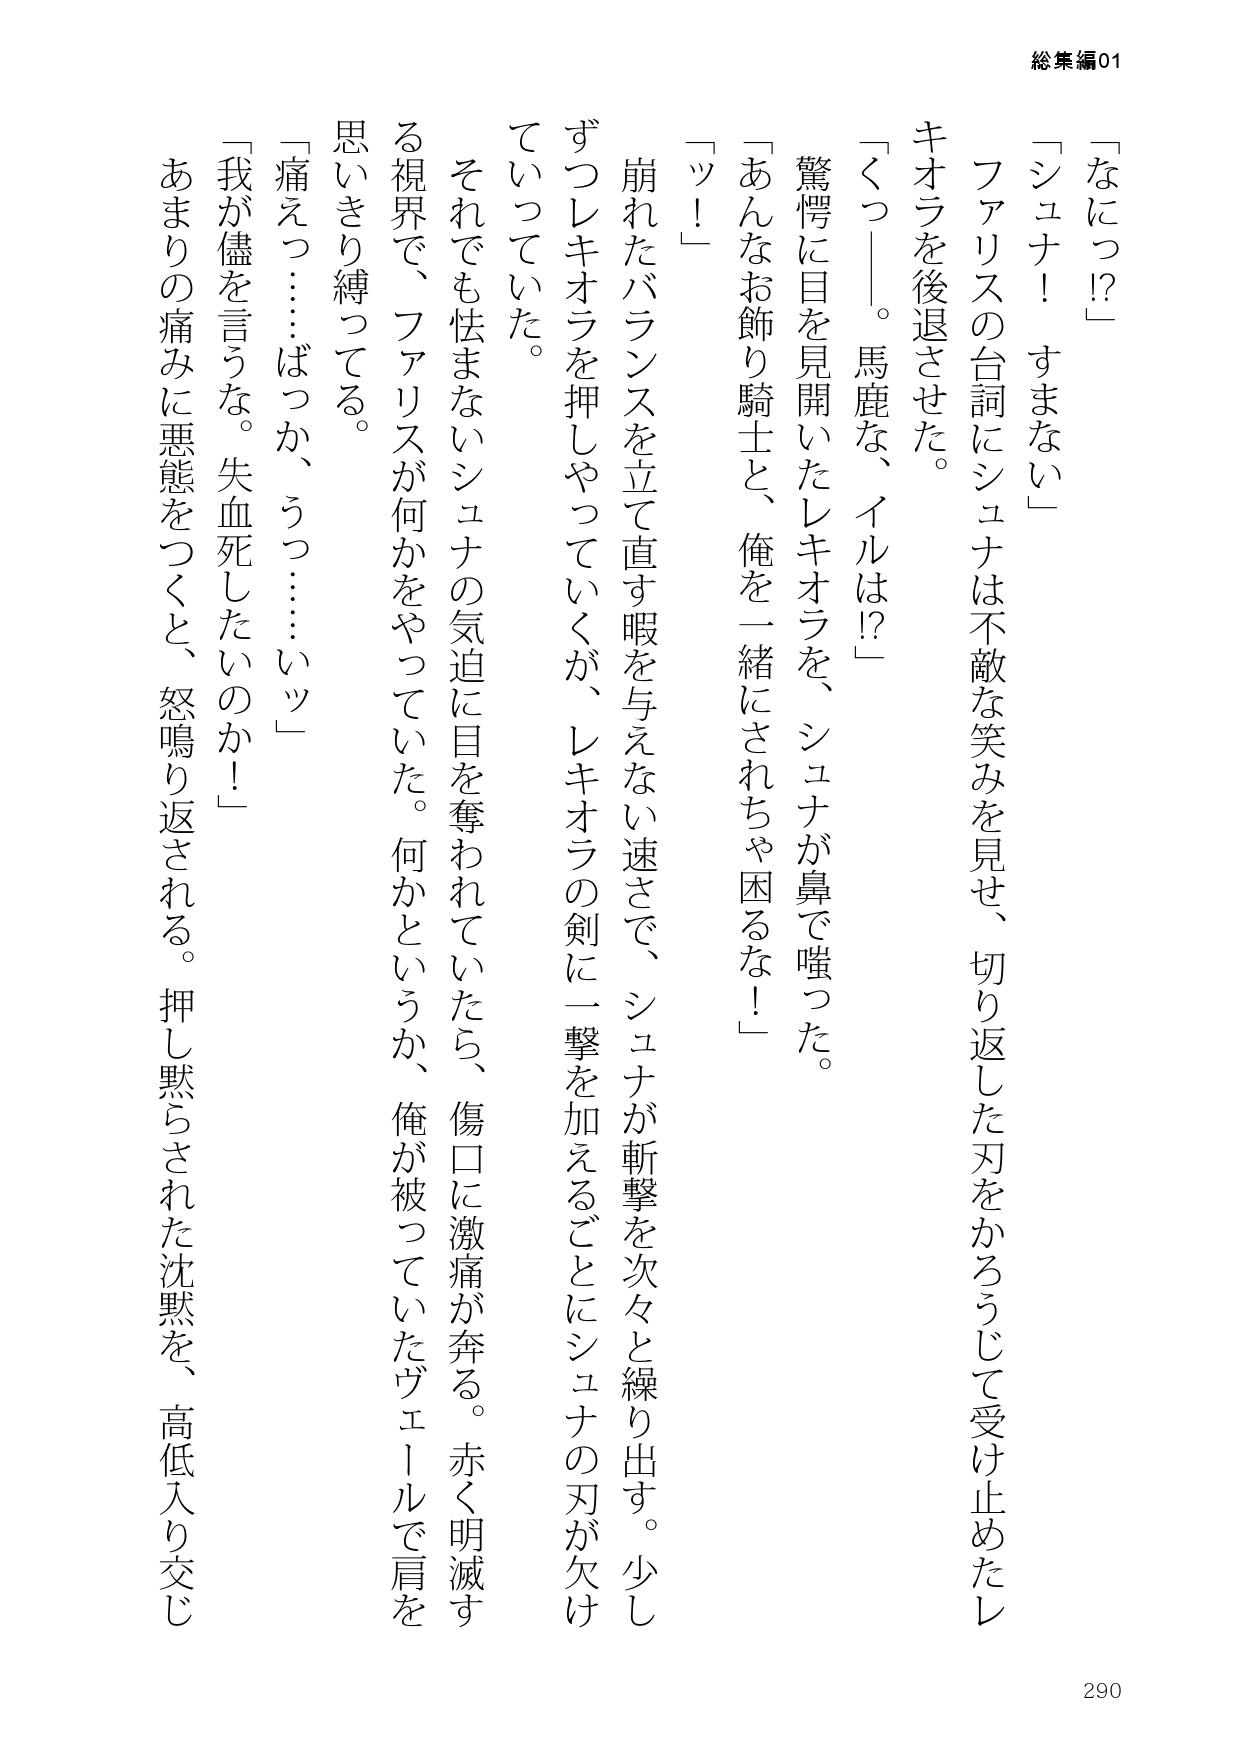 総集編01
「なにっ!?」
「シュナ！　すまない」
　ファリスの台詞にシュナは不敵な笑みを見せ、切り返した刃をかろうじて受け止めたレ
キオラを後退させた。
「くっ――。馬鹿な、イルは!?」
　驚愕に目を見開いたレキオラを、シュナが鼻で嗤った。
「あんなお飾り騎士と、俺を一緒にされちゃ困るな！」
「ッ！」
　崩れたバランスを立て直す暇を与えない速さで、シュナが斬撃を次々と繰り出す。少し
ずつレキオラを押しやっていくが、レキオラの剣に一撃を加えるごとにシュナの刃が欠け
ていっていた。
　それでも怯まないシュナの気迫に目を奪われていたら、傷口に激痛が奔る。赤く明滅す
る視界で、ファリスが何かをやっていた。何かというか、俺が被っていたヴェールで肩を
思いきり縛ってる。
「痛えっ……ばっか、うっ……いッ」
「我が儘を言うな。失血死したいのか！」
　あまりの痛みに悪態をつくと、怒鳴り返される。押し黙らされた沈黙を、高低入り交じ
290